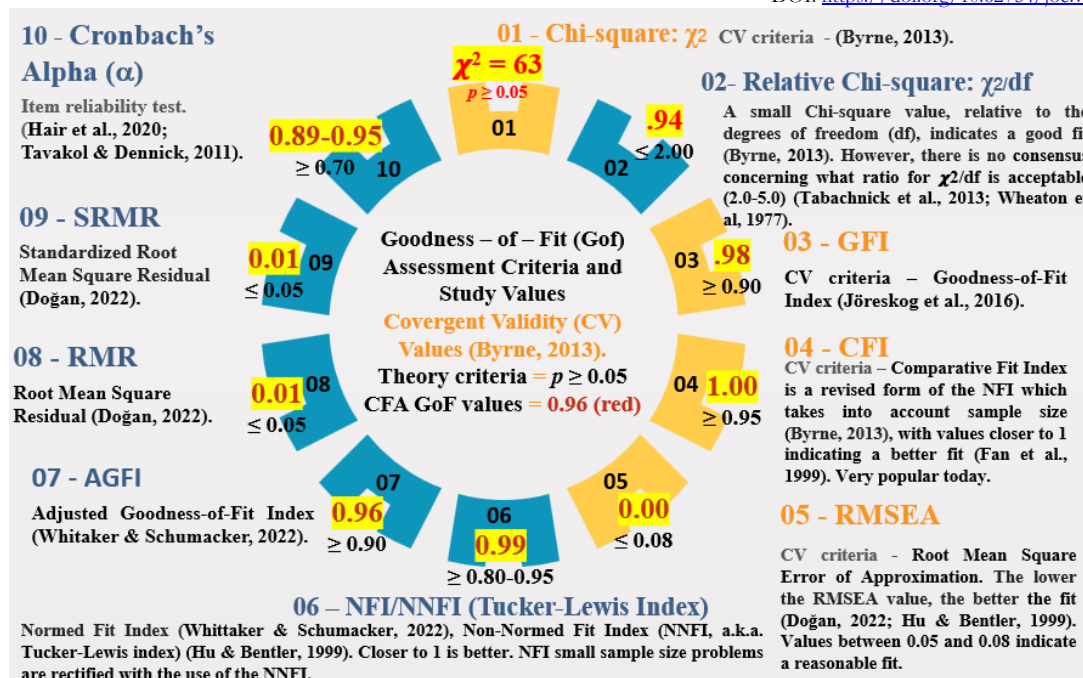 10 - Cronbach's
Alpha (α)
Item reliability test.
(Hair et al., 2020;
Tavakol & Dennick, 2011).
01 - Chi-square: χ2 CV criteria - (Byrne, 2013).
χ² = 63
p ≥ 0.05
01
02- Relative Chi-square: χ2/df
A small Chi-square value, relative to the
degrees of freedom (df), indicates a good fi
(Byrne, 2013). However, there is no consensus
concerning what ratio for χ2/df is acceptable
(2.0-5.0) (Tabachnick et al., 2013; Wheaton e
al, 1977).
.94
≤ 2.00
02
0.89-0.95
≥ 0.70
10
09 - SRMR
Standardized Root
Mean Square Residual
(Doğan, 2022).
0.01
≤ 0.05
09
Goodness – of – Fit (Gof)
Assessment Criteria and
Study Values
Covergent Validity (CV)
Values (Byrne, 2013).
Theory criteria = p ≥ 0.05
CFA GoF values = 0.96 (red)
03
.98
≥ 0.90
03 - GFI
CV criteria – Goodness-of-Fit
Index (Jöreskog et al., 2016).
08 - RMR
Root Mean Square
Residual (Doğan, 2022).
0.01
≤ 0.05
08
04
1.00
≥ 0.95
04 - CFI
CV criteria – Comparative Fit Index
is a revised form of the NFI which
takes into account sample size
(Byrne, 2013), with values closer to 1
indicating a better fit (Fan et al.,
1999). Very popular today.
07 - AGFI
Adjusted Goodness-of-Fit Index
(Whitaker & Schumacker, 2022).
07
0.96
≥ 0.90
06
0.99
≥ 0.80-0.95
05
0.00
≤ 0.08
05 - RMSEA
CV criteria - Root Mean Square
Error of Approximation. The lower
the RMSEA value, the better the fit
(Doğan, 2022; Hu & Bentler, 1999).
Values between 0.05 and 0.08 indicate
a reasonable fit.
06 – NFI/NNFI (Tucker-Lewis Index)
Normed Fit Index (Whittaker & Schumacker, 2022), Non-Normed Fit Index (NNFI, a.k.a.
Tucker-Lewis index) (Hu & Bentler, 1999). Closer to 1 is better. NFI small sample size problems
are rectified with the use of the NNFI.